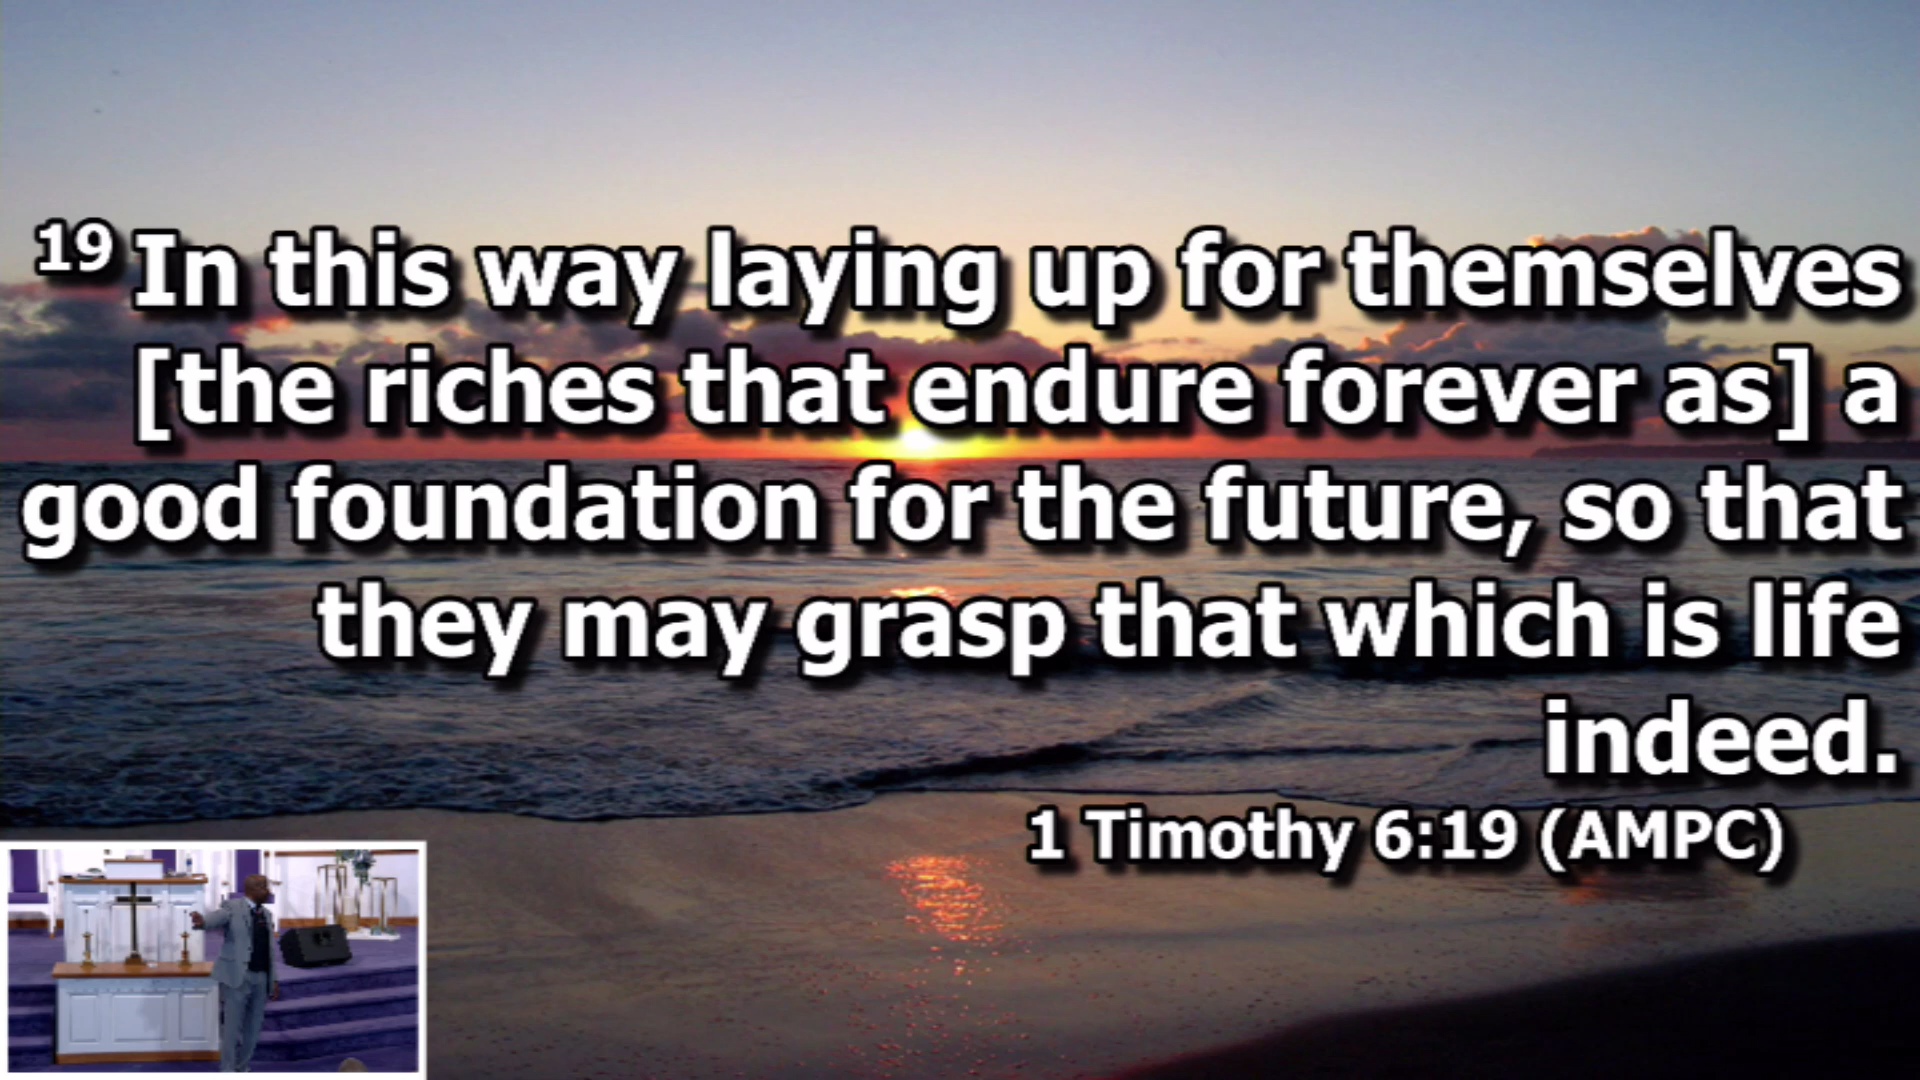 19 In this way laying up for themselves
[the riches that endure forever as] a
good foundation for the future, so that
they may grasp that which is life
indeed.
1 Timothy 6:19 (AMPC)